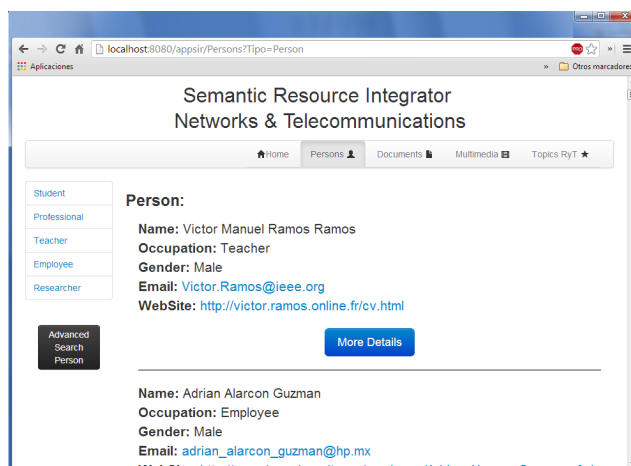 localhost:8080/appsir/Persons?Tipo=Person
Aplicaciones
» Otros marcadores
Semantic Resource Integrator
Networks & Telecommunications
Home Persons Documents Multimedia Topics RyT ★
Student
Professional
Teacher
Employee
Researcher
Advanced
Search
Person
Person:
Name: Victor Manuel Ramos Ramos
Occupation: Teacher
Gender: Male
Email: Victor.Ramos@ieee.org
WebSite: http://victor.ramos.online.fr/cv.html
More Details
Name: Adrian Alarcon Guzman
Occupation: Employee
Gender: Male
Email: adrian_alarcon_guzman@hp.mx